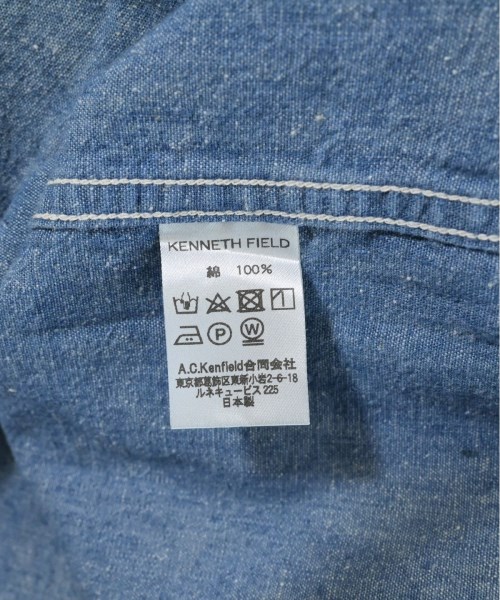 KENNETH FIELD
綿 100%
P W
A.C.Kenfield合同会社
東京都葛飾区東新小岩2-6-18
ルネキュービス225
日本製